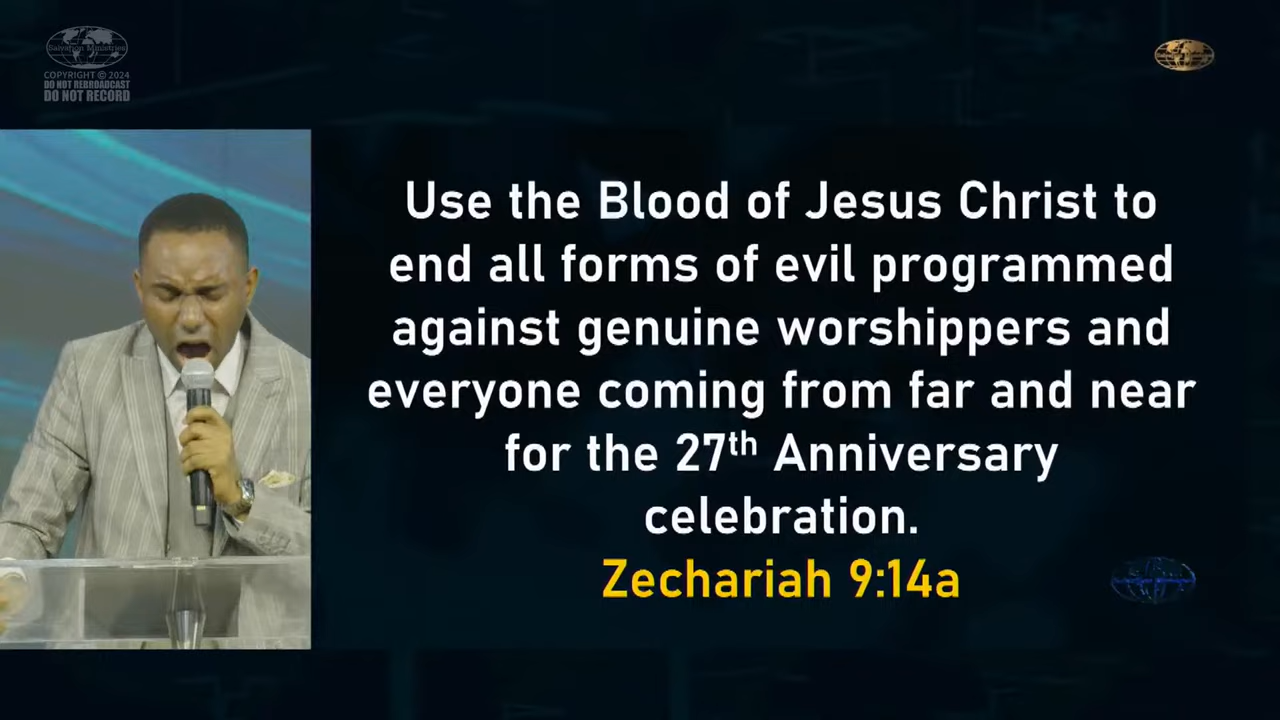 Salvation Ministries
COPYRIGHT © 2024
DO NOT REBROADCAST
DO NOT RECORD
Use the Blood of Jesus Christ to
end all forms of evil programmed
against genuine worshippers and
everyone coming from far and near
for the 27th Anniversary
celebration.
Zechariah 9:14a